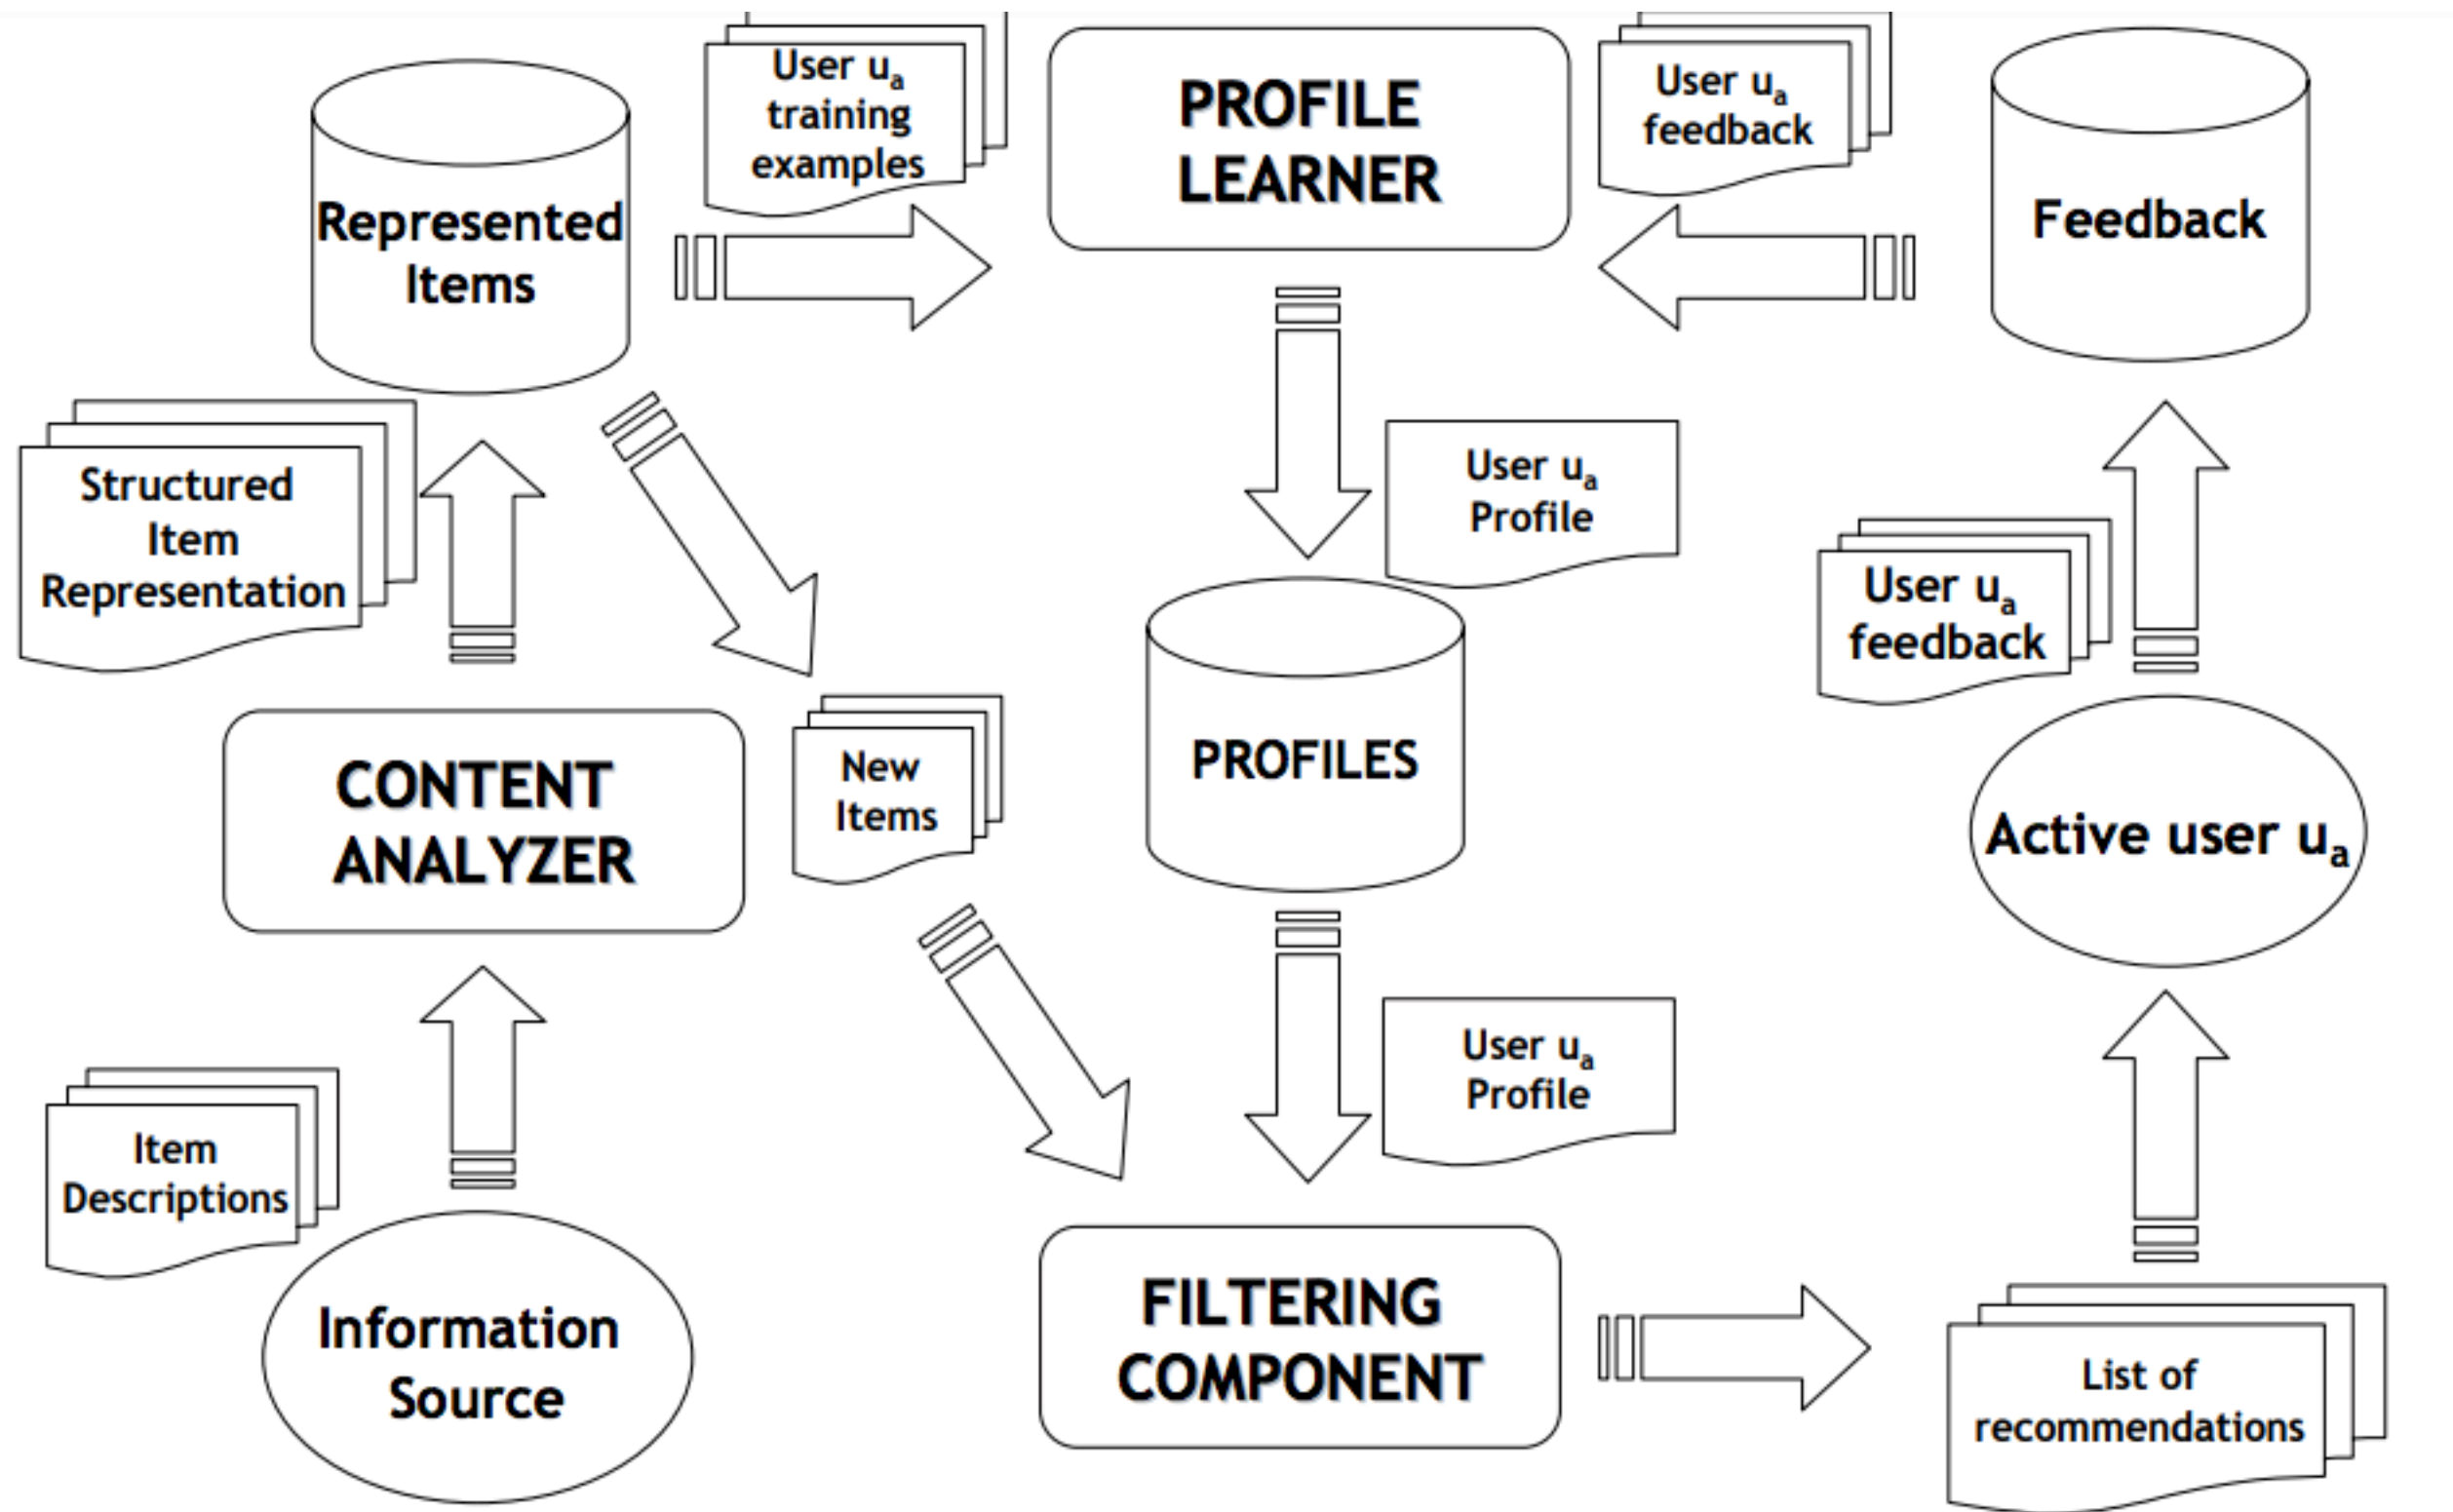 User uₐ
training
examples
PROFILE
LEARNER
User uₐ
feedback
Feedback
Represented
Items
Structured
Item
Representation
User uₐ
Profile
User uₐ
feedback
CONTENT
ANALYZER
New
Items
PROFILES
Active user uₐ
Item
Descriptions
User uₐ
Profile
Information
Source
FILTERING
COMPONENT
List of
recommendations